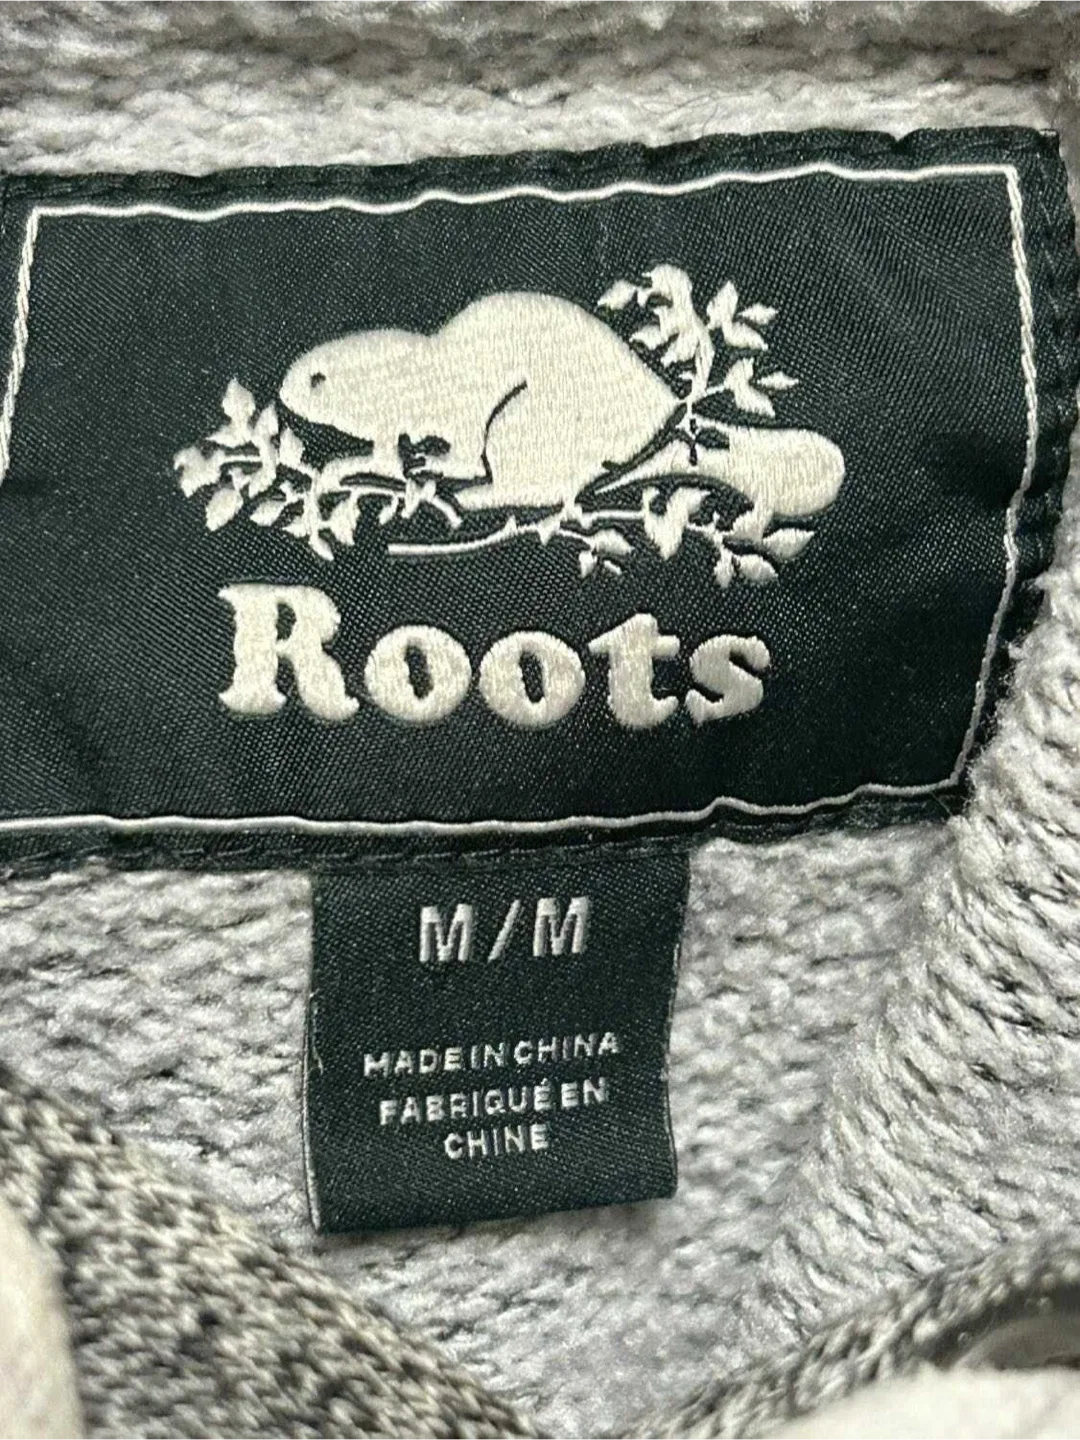 Roots
M/M
MADE IN CHINA
FABRIQUÉ EN
CHINE